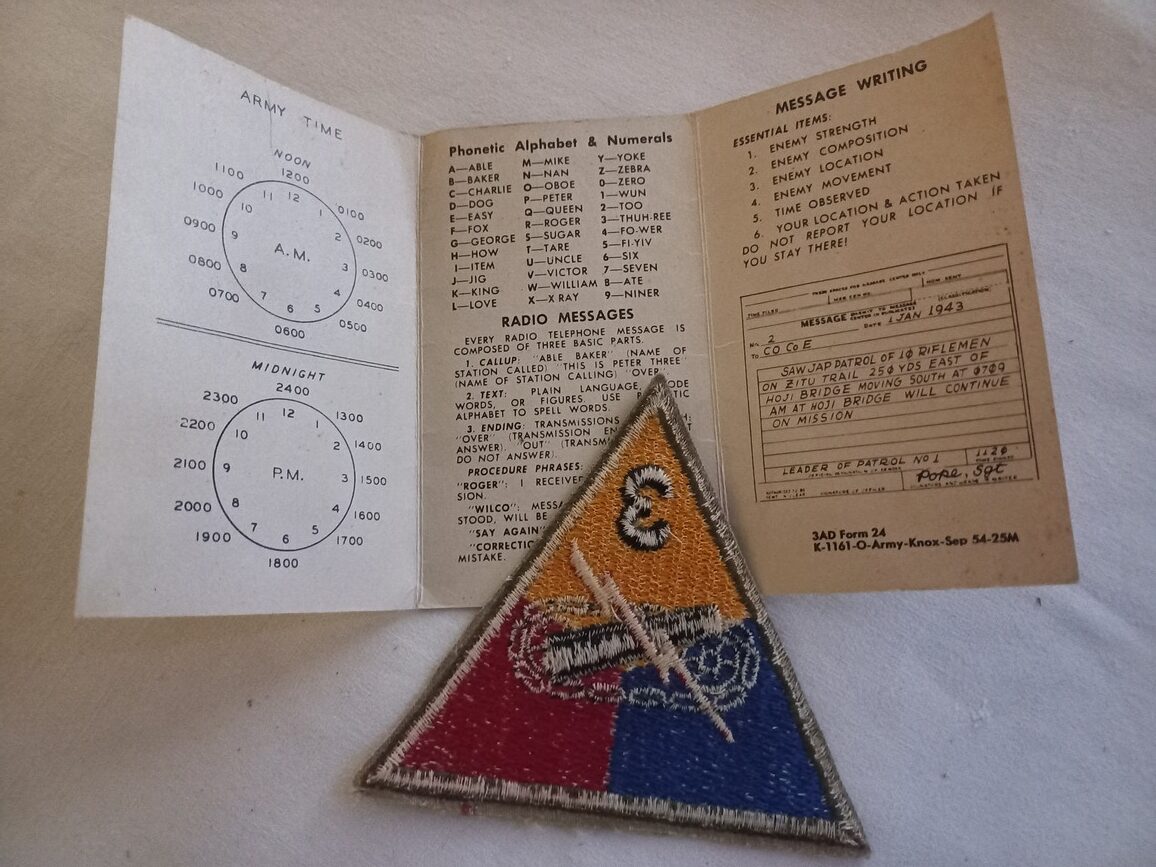 ARMY TIME
NOON
1200
1100
1000
0900
0800
0700
0600
0500
0400
0300
0200
0100
12
1
2
3
4
5
6
7
8
9
10
11
A.M.
MIDNIGHT
2400
2300
2200
2100
2000
1900
1800
1700
1600
1500
1400
1300
12
1
2
3
4
5
6
7
8
9
10
11
P.M.
Phonetic Alphabet & Numerals
A—ABLE M—MIKE Y—YOKE
B—BAKER N—NAN Z—ZEBRA
C—CHARLIE O—OBOE 0—ZERO
D—DOG P—PETER 1—WUN
E—EASY Q—QUEEN 2—TOO
F—FOX R—ROGER 3—THUH-REE
G—GEORGE S—SUGAR 4—FO-WER
H—HOW T—TARE 5—FI-YIV
I—ITEM U—UNCLE 6—SIX
J—JIG V—VICTOR 7—SEVEN
K—KING W—WILLIAM 8—ATE
L—LOVE X—X RAY 9—NINER
RADIO MESSAGES
EVERY RADIO TELEPHONE MESSAGE IS
COMPOSED OF THREE BASIC PARTS.
1. CALLUP: "ABLE BAKER" (NAME OF
STATION CALLED) "THIS IS PETER THREE"
(NAME OF STATION CALLING) "OVER"
2. TEXT: PLAIN LANGUAGE, CODE
WORDS, OR FIGURES. USE
ALPHABET TO SPELL WORDS.
3. ENDING: TRANSMISSIONS
"OVER" (TRANSMISSION
ANSWER). "OUT"
DO NOT ANSWER).
PROCEDURE PHRASES:
"ROGER": I RECEIVE
SION.
"WILCO":
STOOD, WILL BE
"SAY AGAIN"
MISTAKE.
MESSAGE WRITING
ESSENTIAL ITEMS:
1. ENEMY STRENGTH
2. ENEMY COMPOSITION
3. ENEMY LOCATION
4. ENEMY MOVEMENT
5. TIME OBSERVED
6. YOUR LOCATION & ACTION TAKEN
DO NOT REPORT YOUR LOCATION IF
YOU STAY THERE!
TIME FILED
(CLASSIFICATION)
MESSAGE
DATE 1 JAN 1943
No. 2
TO CO Co E
SAW JAP PATROL OF 10 RIFLEMEN
ON ZITU TRAIL 250 YDS EAST OF
HOJI BRIDGE MOVING SOUTH AT 0709
AM AT HOJI BRIDGE WILL CONTINUE
ON MISSION
LEADER OF PATROL NO 1 1120
Pope, Sgt
3AD Form 24
K-1161-O-Army-Knox-Sep 54-25M
3